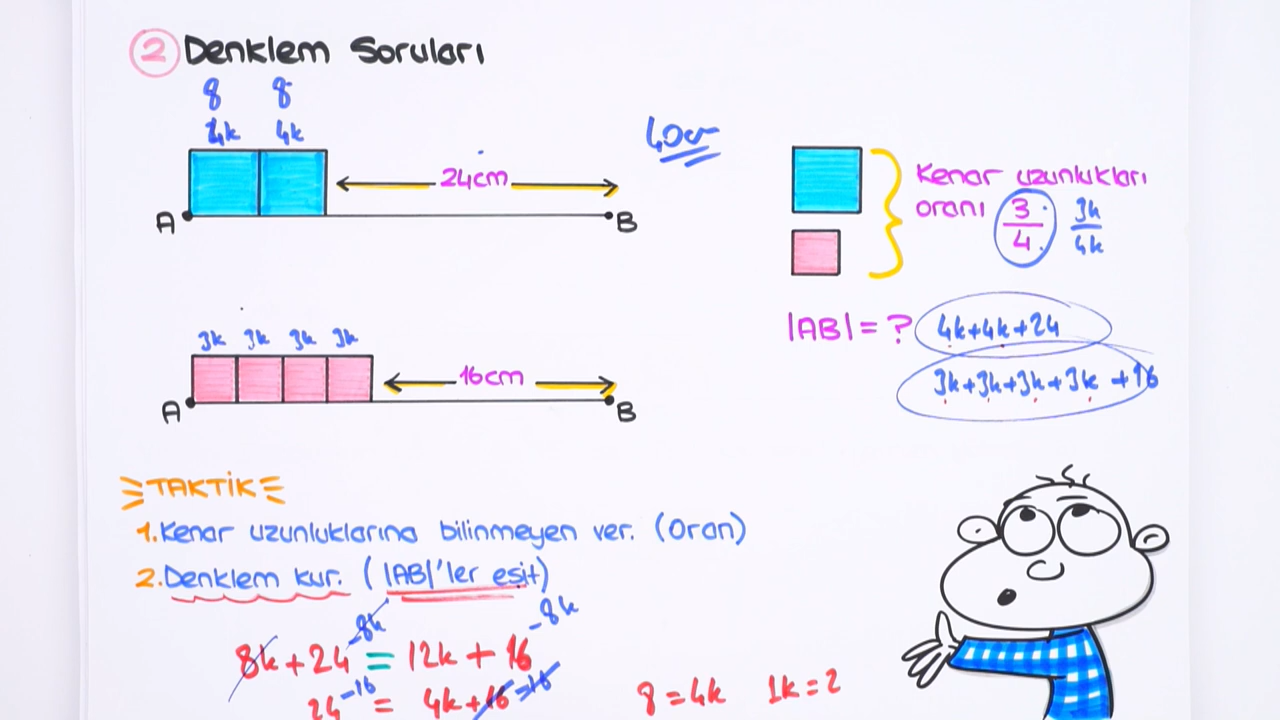 2 Denklem Soruları
8 8
4k 4k
24cm
A B
40cm
Kenar uzunlukları
oranı 3/4 3k/4k
|AB| = ? 4k+4k+24
3k+3k+3k+3k+16
3k 3k 3k 3k
16cm
A B
TAKTİK
1.Kenar uzunluklarına bilinmeyen ver. (Oran)
2.Denklem kur. (|AB|'ler eşit)
-8k -8k
8k+24 = 12k+16
-16 -16
24 = 4k+16
8=4k 1k=2